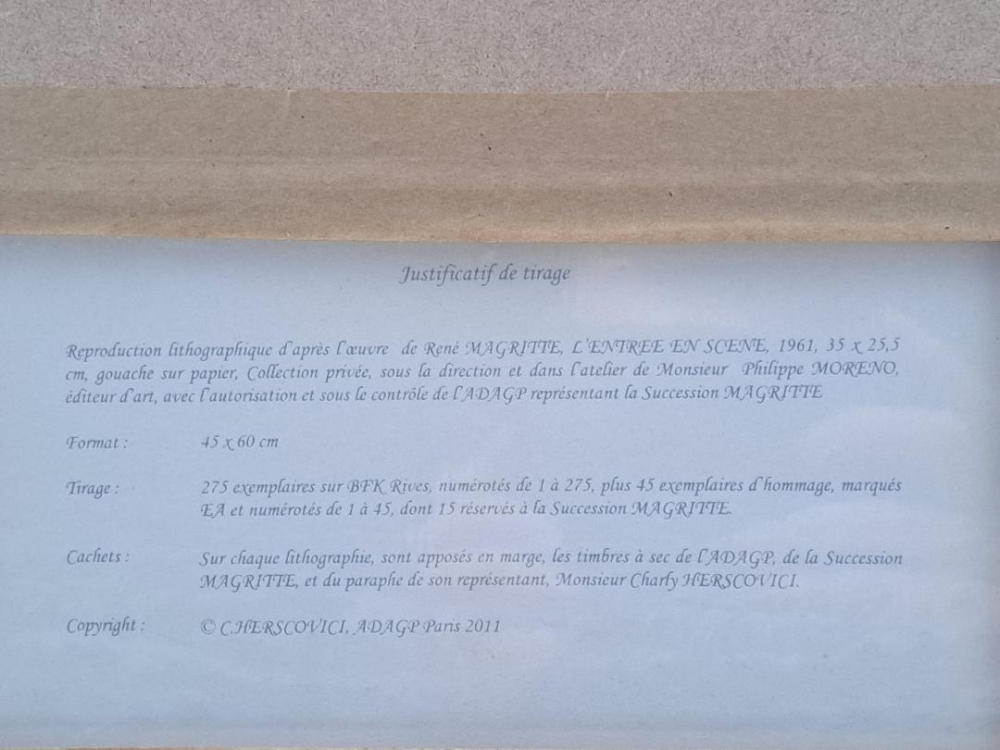 Justificatif de tirage
Reproduction lithographique d'après l'œuvre de René MAGRITTE, L'ENTREE EN SCENE, 1961, 35 x 25,5
cm, gouache sur papier, Collection privée, sous la direction et dans l'atelier de Monsieur Philippe MORENO,
éditeur d'art, avec l'autorisation et sous le contrôle de l'ADAGP représentant la Succession MAGRITTE
Format : 45 x 60 cm
Tirage : 275 exemplaires sur BFK Rives, numérotés de 1 à 275, plus 45 exemplaires d'hommage, marqués
EA et numérotés de 1 à 45, dont 15 réservés à la Succession MAGRITTE.
Cachets : Sur chaque lithographie, sont apposés en marge, les timbres à sec de l'ADAGP, de la Succession
MAGRITTE, et du paraphe de son représentant, Monsieur Charly HERSCOVICI.
Copyright : © C.HERSCOVICI, ADAGP Paris 2011